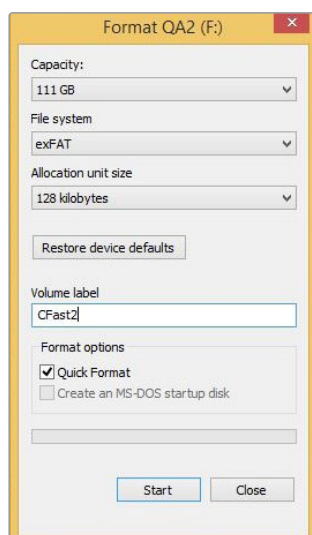 Format QA2 (F:)
Capacity:
111 GB
File system
exFAT
Allocation unit size
128 kilobytes
Restore device defaults
Volume label
CFast2
Format options
Quick Format
Create an MS-DOS startup disk
Start Close